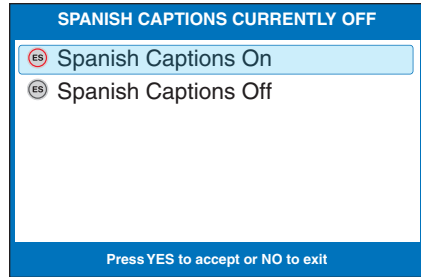 SPANISH CAPTIONS CURRENTLY OFF
ES Spanish Captions On
ES Spanish Captions Off
Press YES to accept or NO to exit